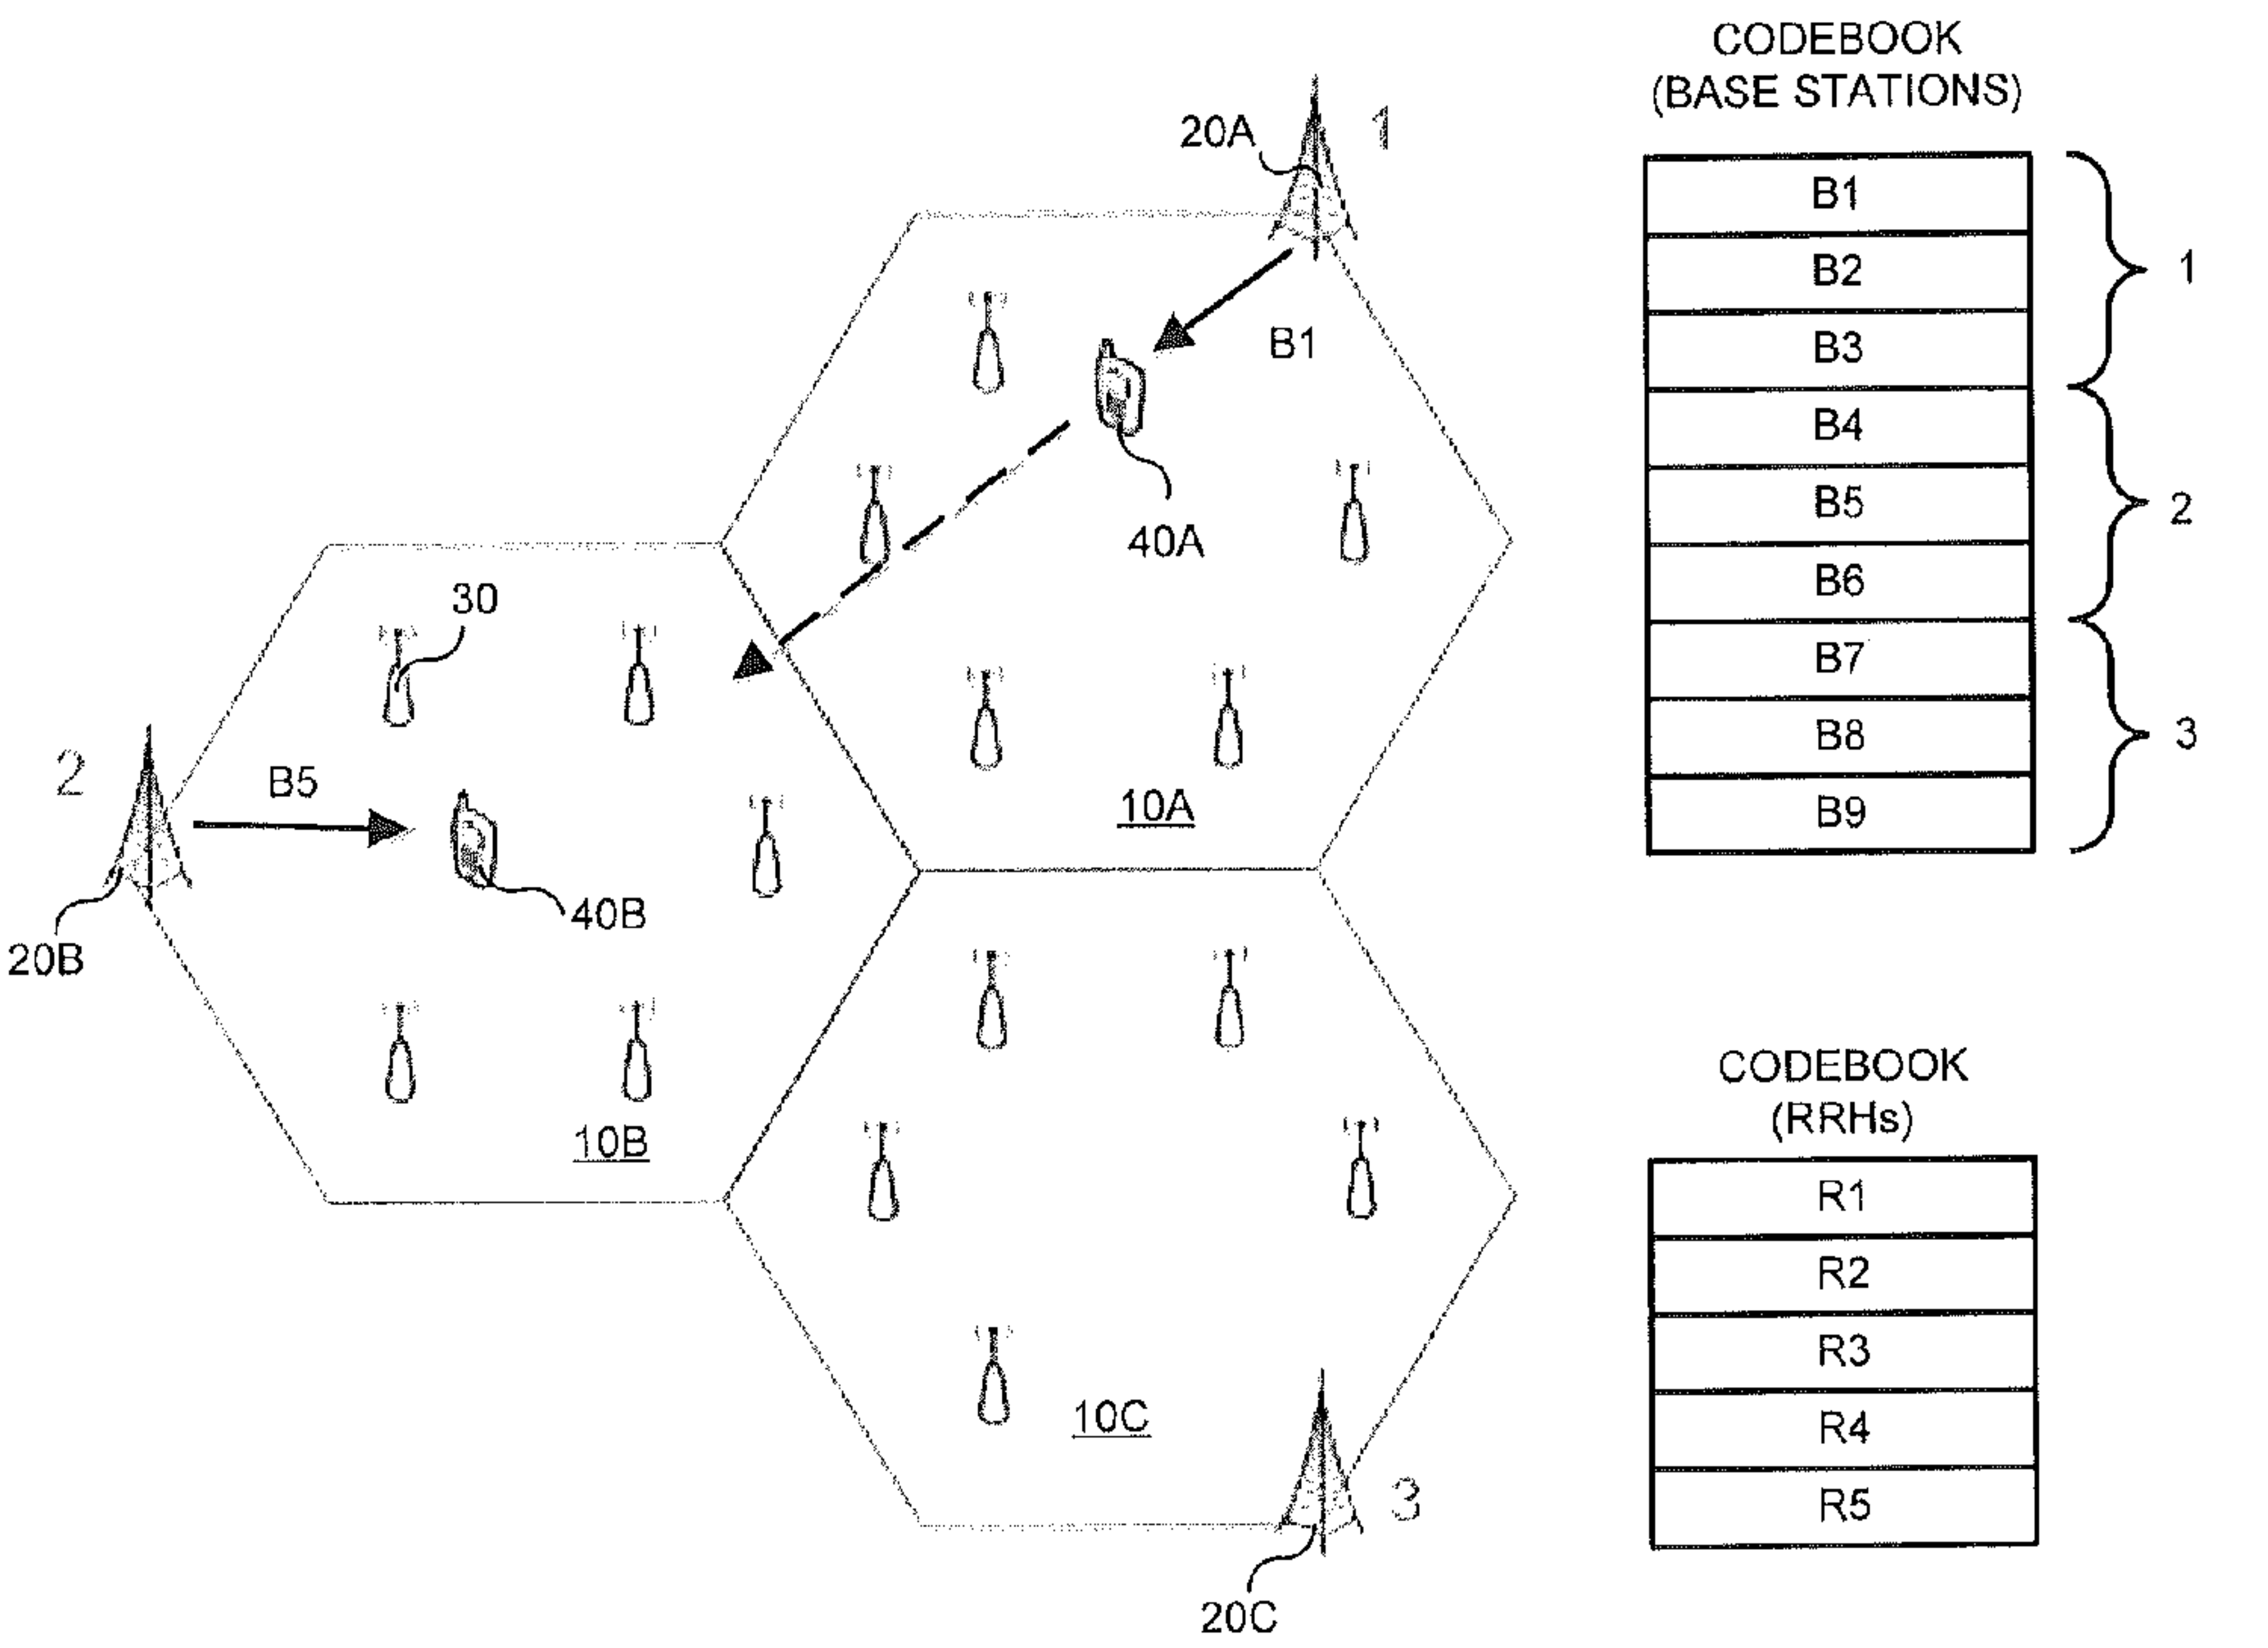 CODEBOOK
(BASE STATIONS)
20A
1
B1
B2
B3
B4
B5
B6
B7
B8
B9
1
2
3
B1
40A
30
2
B5
10A
40B
20B
10B
CODEBOOK
(RRHs)
R1
R2
R3
R4
R5
10C
3
20C